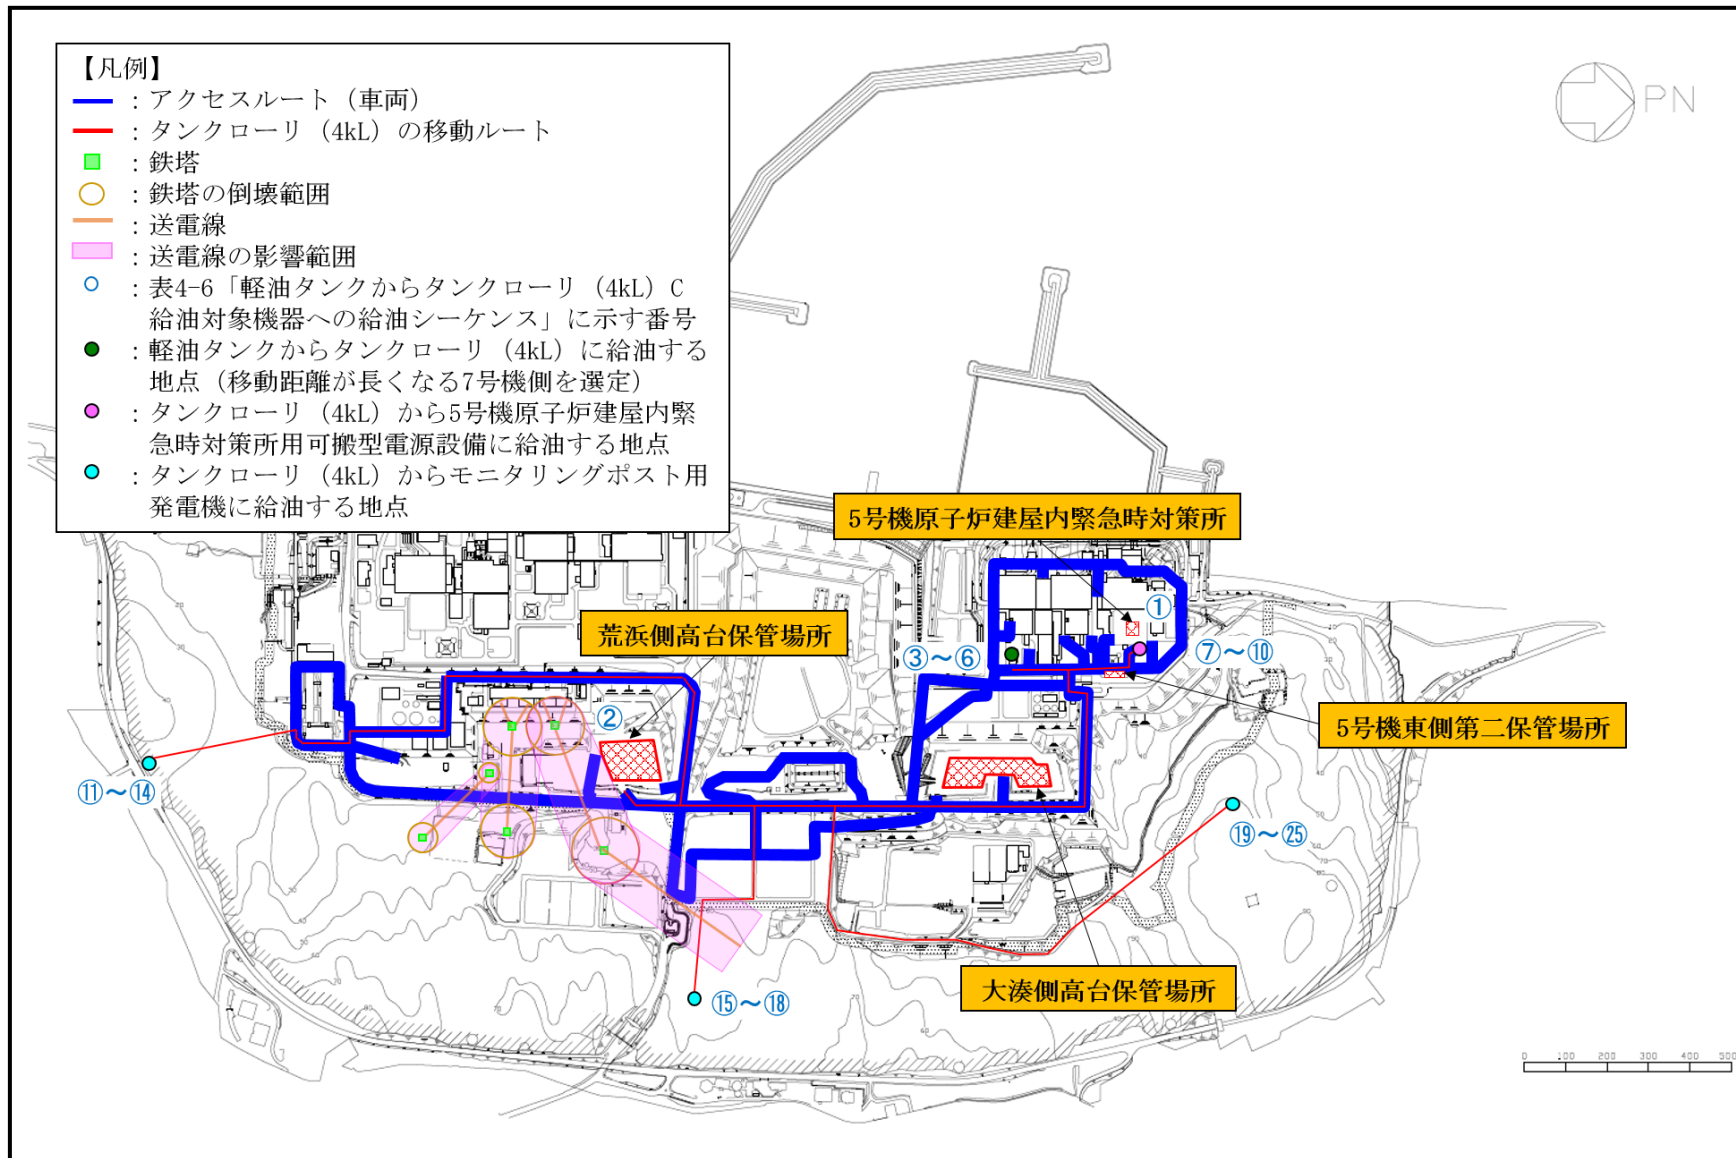 【凡例】
：アクセスルート（車両）
：タンクローリ（4kL）の移動ルート
：鉄塔
：鉄塔の倒壊範囲
：送電線
：送電線の影響範囲
：表4-6「軽油タンクからタンクローリ（4kL）C
給油対象機器への給油シーケンス」に示す番号
：軽油タンクからタンクローリ（4kL）に給油する
地点（移動距離が長くなる7号機側を選定）
：タンクローリ（4kL）から5号機原子炉建屋内緊
急時対策所用可搬型電源設備に給油する地点
：タンクローリ（4kL）からモニタリングポスト用
発電機に給油する地点
PN
5号機原子炉建屋内緊急時対策所
①
荒浜側高台保管場所
③～⑥
⑦～⑩
②
5号機東側第二保管場所
⑪～⑭
⑲～㉕
大湊側高台保管場所
⑮～⑱
0 100 200 300 400 500